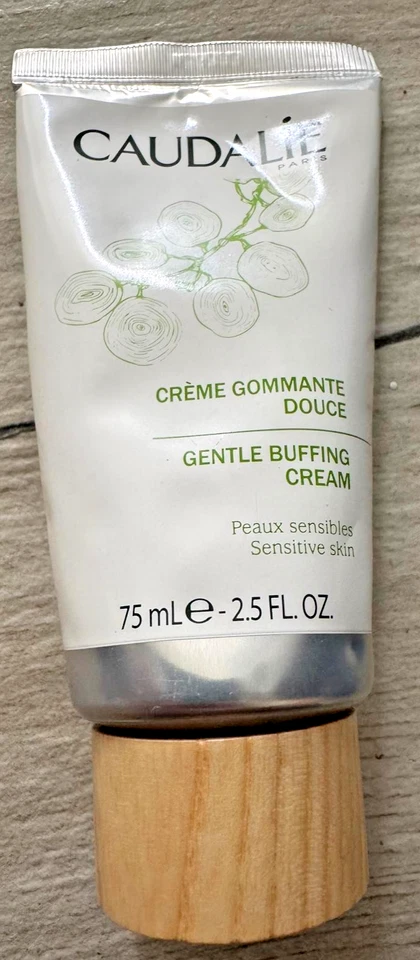 CAUDALIE
PARIS
CRÈME GOMMANTE
DOUCE
GENTLE BUFFING
CREAM
Peaux sensibles
Sensitive skin
75 mL℮ - 2.5 FL. OZ.